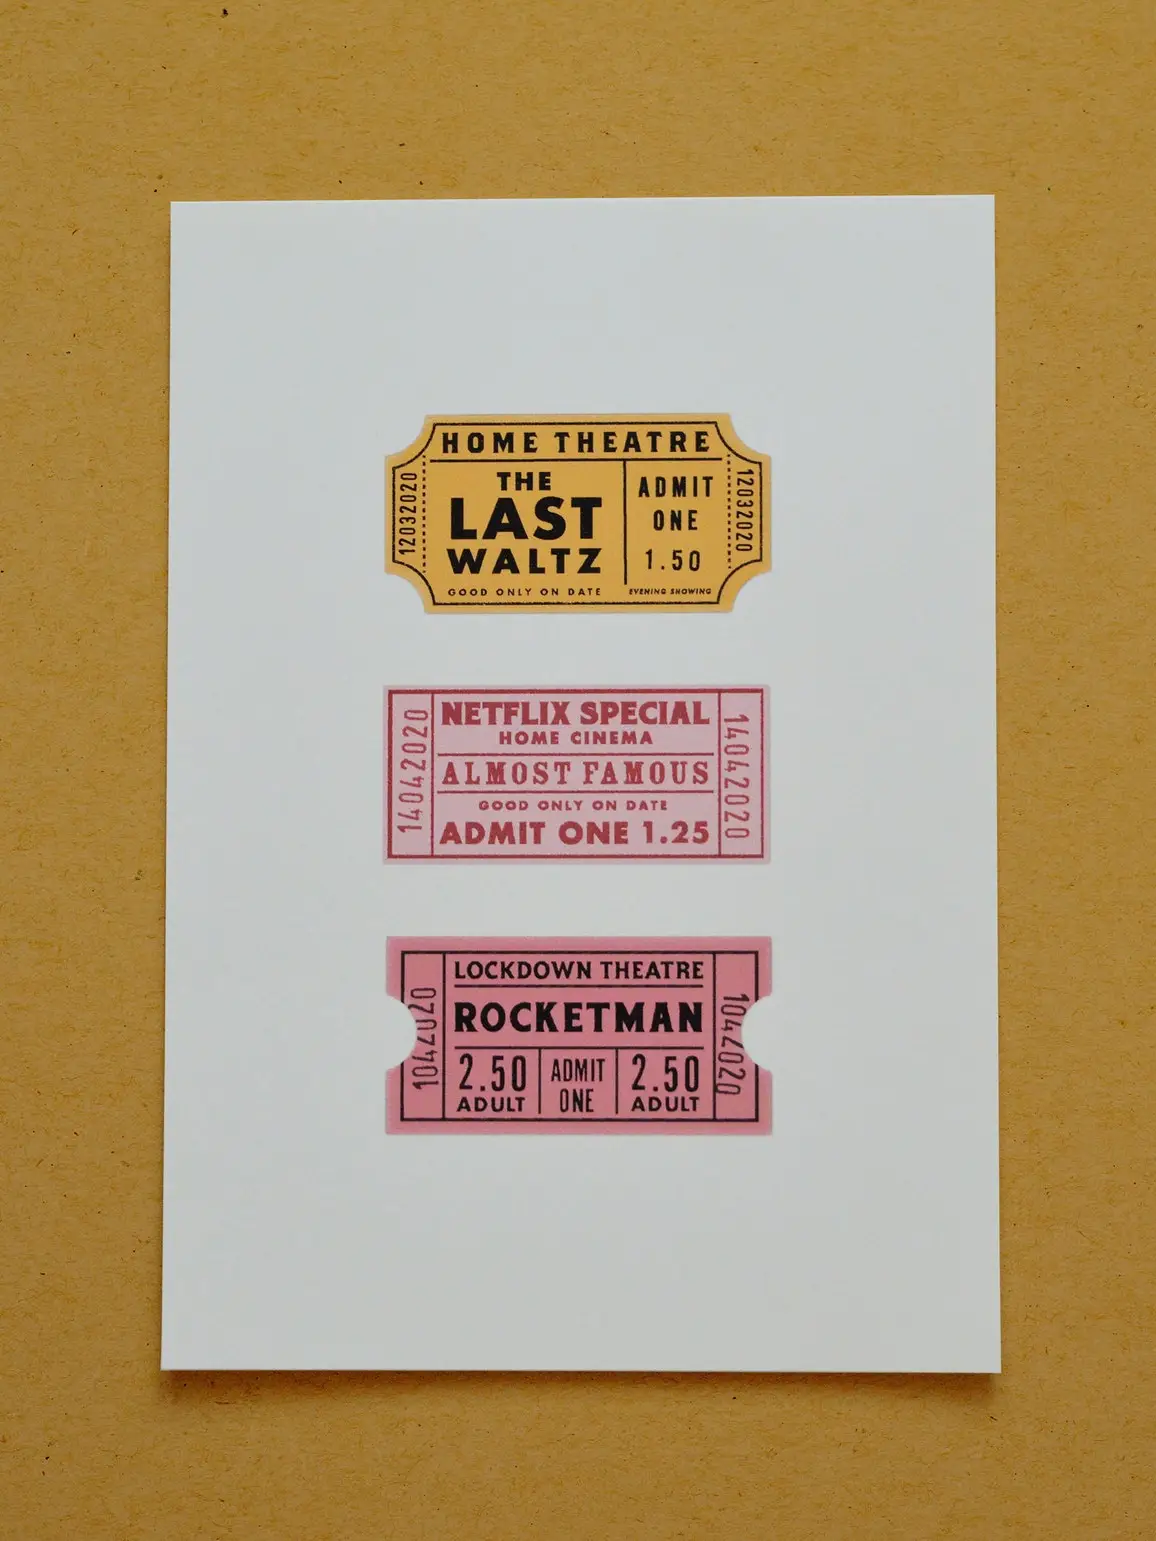 HOME THEATRE
12032020
THE
LAST
WALTZ
GOOD ONLY ON DATE
ADMIT
ONE
1.50
EVENING SHOWING
12032020
14042020
NETFLIX SPECIAL
HOME CINEMA
ALMOST FAMOUS
GOOD ONLY ON DATE
ADMIT ONE 1.25
14042020
1042020
LOCKDOWN THEATRE
ROCKETMAN
2.50
ADULT
ADMIT
ONE
2.50
ADULT
1042020